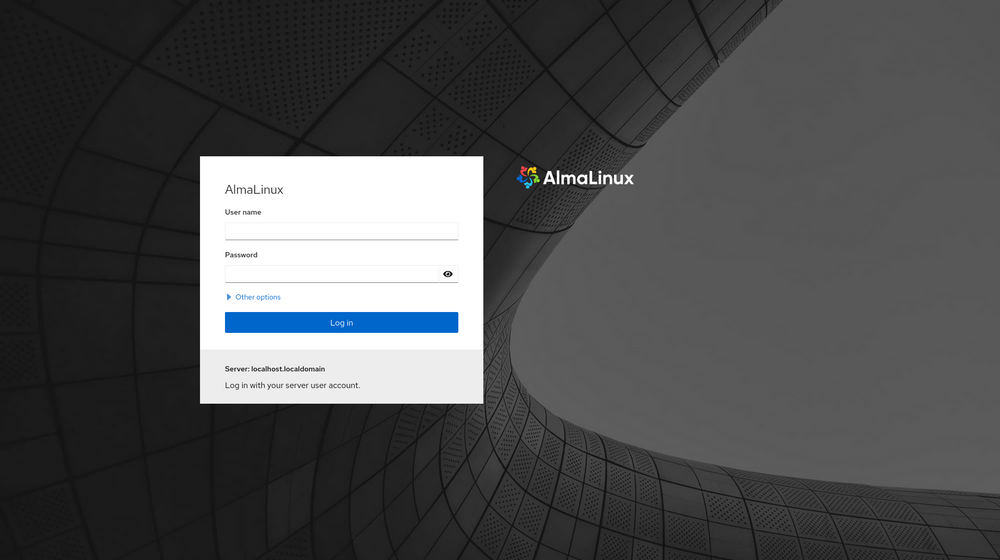 AlmaLinux
User name
Password
Other options
Log in
Server: localhost.localdomain
Log in with your server user account.
AlmaLinux